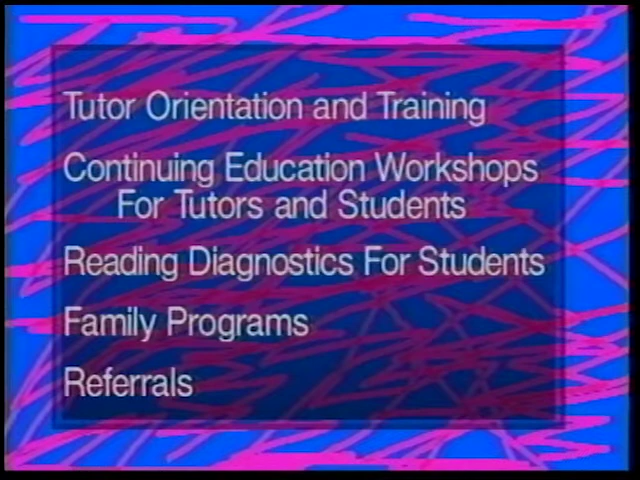 Tutor Orientation and Training
Continuing Education Workshops
For Tutors and Students
Reading Diagnostics For Students
Family Programs
Referrals